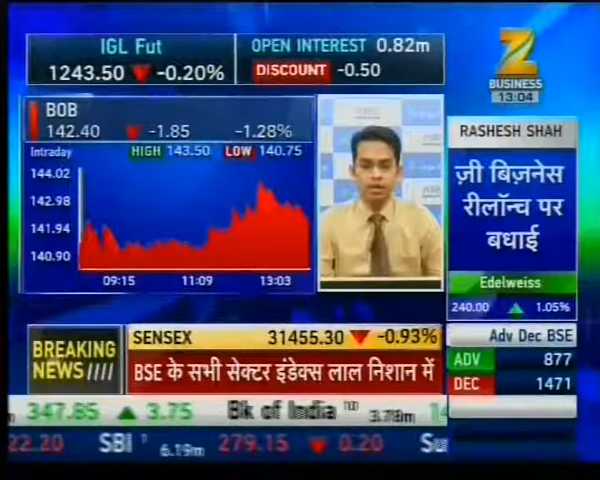 IGL Fut
1243.50 -0.20%
OPEN INTEREST 0.82m
DISCOUNT -0.50
Z
BUSINESS
13:04
BOB
142.40 -1.85 -1.28%
Intraday HIGH 143.50 LOW 140.75
144.02
142.98
141.94
140.90
09:15 11:09 13:03
RASHESH SHAH
ज़ी बिज़नेस
रीलॉन्च पर
बधाई
Edelweiss
240.00 1.05%
BREAKING
NEWS ////
SENSEX 31455.30 -0.93%
BSE के सभी सेक्टर इंडेक्स लाल निशान में
Adv Dec BSE
ADV 877
DEC 1471
347.85 3.75 Bk of India 3.78m
22.20 SBI 6.19m 279.15 0.20